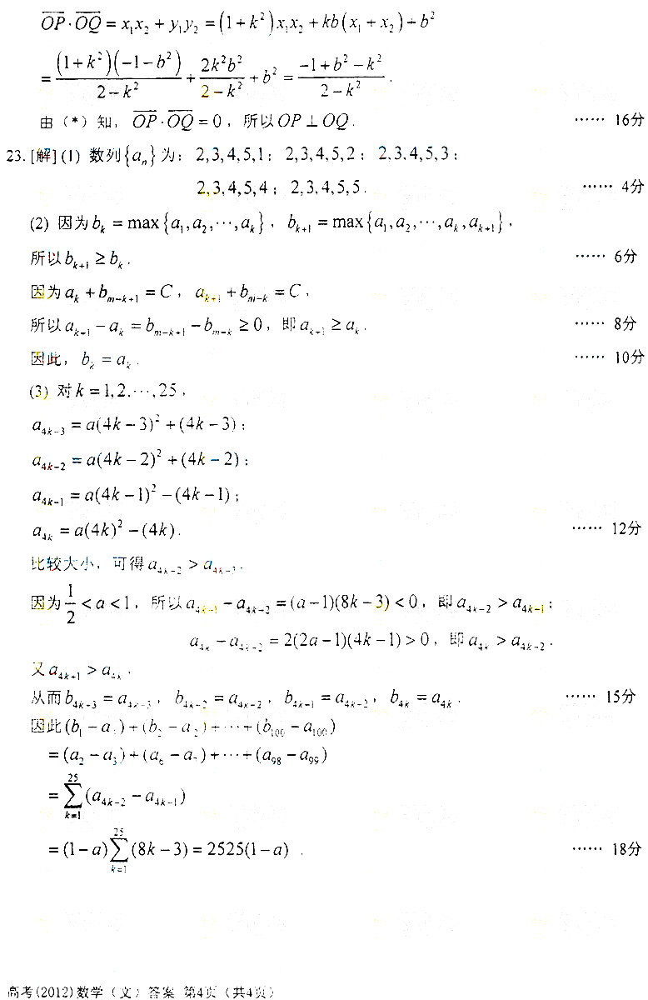 $\overrightarrow{OP}\cdot\overrightarrow{OQ}=x_1x_2+y_1y_2=(1+k^2)x_1x_2+kb(x_1+x_2)+b^2$
$=\frac{(1+k^2)(-1-b^2)}{2-k^2}+\frac{2k^2b^2}{2-k^2}+b^2=\frac{-1+b^2-k^2}{2-k^2}.$
由(*)知, $\overrightarrow{OP}\cdot\overrightarrow{OQ}=0$, 所以$OP\perp OQ$. ……16分
23.[解](1) 数列$\{a_n\}$为: 2,3,4,5,1; 2,3,4,5,2; 2,3,4,5,3;
2,3,4,5,4; 2,3,4,5,5. ……4分
(2) 因为$b_k=\max\{a_1,a_2,\cdots,a_k\}$, $b_{k+1}=\max\{a_1,a_2,\cdots,a_k,a_{k+1}\}$,
所以$b_{k+1}\geq b_k$. ……6分
因为$a_k+b_{m-k+1}=C$, $a_{k+1}+b_{m-k}=C$,
所以$a_{k+1}-a_k=b_{m-k+1}-b_{m-k}\geq 0$, 即$a_{k+1}\geq a_k$. ……8分
因此, $b_k=a_k$. ……10分
(3) 对$k=1,2,\cdots,25$,
$a_{4k-3}=a(4k-3)^2+(4k-3)$;
$a_{4k-2}=a(4k-2)^2+(4k-2)$;
$a_{4k-1}=a(4k-1)^2-(4k-1)$;
$a_{4k}=a(4k)^2-(4k)$. ……12分
比较大小, 可得$a_{4k-2}>a_{4k-3}$.
因为$\frac{1}{2}<a<1$, 所以$a_{4k-1}-a_{4k-2}=(a-1)(8k-3)<0$, 即$a_{4k-2}>a_{4k-1}$;
$a_{4k}-a_{4k-2}=2(2a-1)(4k-1)>0$, 即$a_{4k}>a_{4k-2}$.
又$a_{4k+1}>a_{4k}$.
从而$b_{4k-3}=a_{4k-3}$, $b_{4k-2}=a_{4k-2}$, $b_{4k-1}=a_{4k-2}$, $b_{4k}=a_{4k}$. ……15分
因此$(b_1-a_1)+(b_2-a_2)+\cdots+(b_{100}-a_{100})$
$=(a_2-a_3)+(a_6-a_7)+\cdots+(a_{98}-a_{99})$
$=\sum_{k=1}^{25}(a_{4k-2}-a_{4k-1})$
$=(1-a)\sum_{k=1}^{25}(8k-3)=2525(1-a)$. ……18分
高考(2012)数学(文)答案 第4页(共4页)